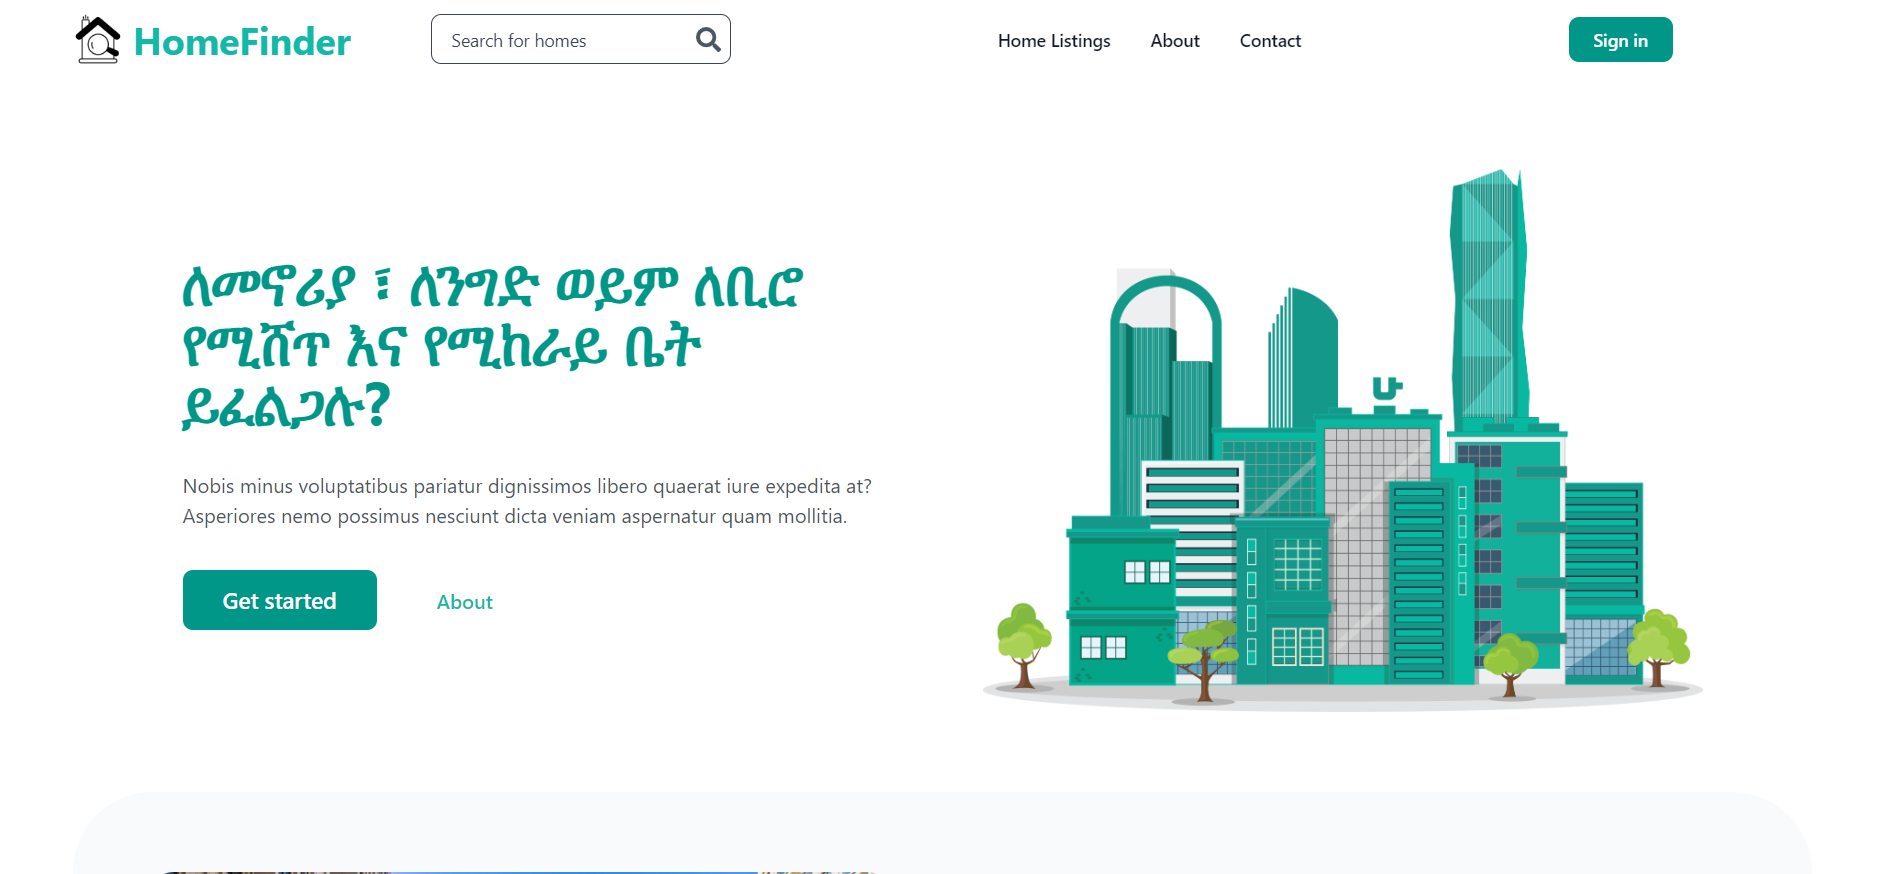 HomeFinder
Search for homes
Home Listings
About
Contact
Sign in
ለመኖሪያ ፣ ለንግድ ወይም ለቢሮ
የሚሸጥ እና የሚከራይ ቤት
ይፈልጋሉ?
Nobis minus voluptatibus pariatur dignissimos libero quaerat iure expedita at?
Asperiores nemo possimus nesciunt dicta veniam aspernatur quam mollitia.
Get started
About